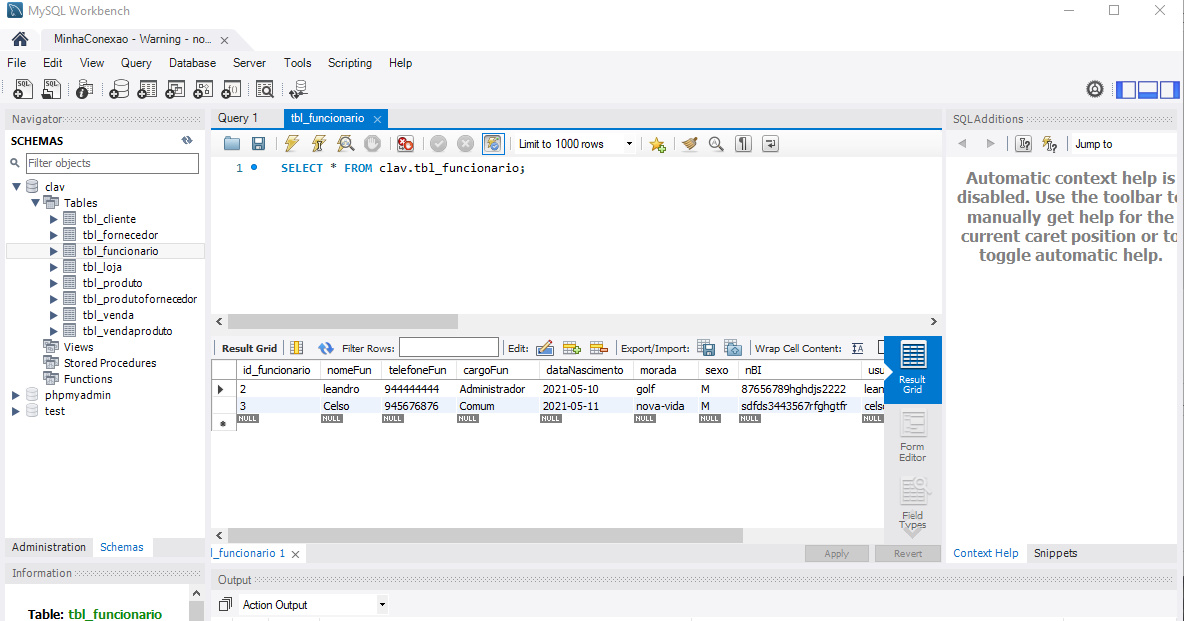 MySQL Workbench
MinhaConexao - Warning - no...
File Edit View Query Database Server Tools Scripting Help
Navigator
SCHEMAS
Filter objects
clav
Tables
tbl_cliente
tbl_fornecedor
tbl_funcionario
tbl_loja
tbl_produto
tbl_produtofornecedor
tbl_venda
tbl_vendaproduto
Views
Stored Procedures
Functions
phpmyadmin
test
Administration Schemas
Information
Table: tbl_funcionario
Query 1 tbl_funcionario
Limit to 1000 rows
1 SELECT * FROM clav.tbl_funcionario;
Result Grid Filter Rows: Edit: Export/Import: Wrap Cell Content:
id_funcionario nomeFun telefoneFun cargoFun dataNascimento morada sexo nBI usu
2 leandro 944444444 Administrador 2021-05-10 golf M 87656789hghdjs2222 lean
3 Celso 945676876 Comum 2021-05-11 nova-vida M sdfds3443567rfghgtfr cels
NULL NULL NULL NULL NULL NULL NULL NULL NULL
Result
Grid
Form
Editor
Field
Types
l_funcionario 1
Apply Revert
Output
Action Output
SQLAdditions
Jump to
Automatic context help is
disabled. Use the toolbar to
manually get help for the
current caret position or to
toggle automatic help.
Context Help Snippets